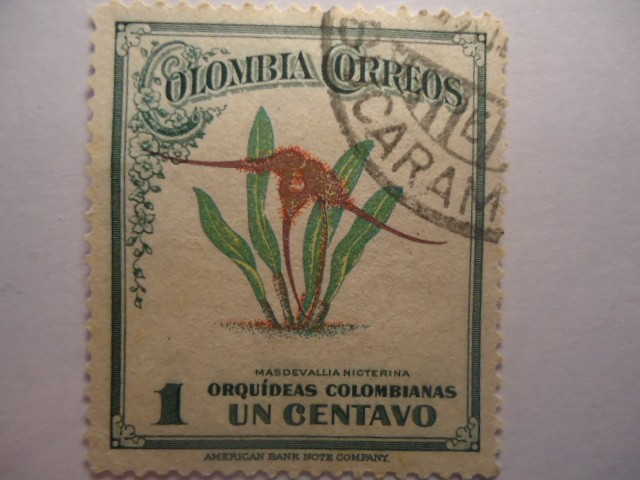 COLOMBIA CORREOS
CARAM
MASDEVALLIA NICTERINA
1 ORQUÍDEAS COLOMBIANAS
UN CENTAVO
AMERICAN BANK NOTE COMPANY.